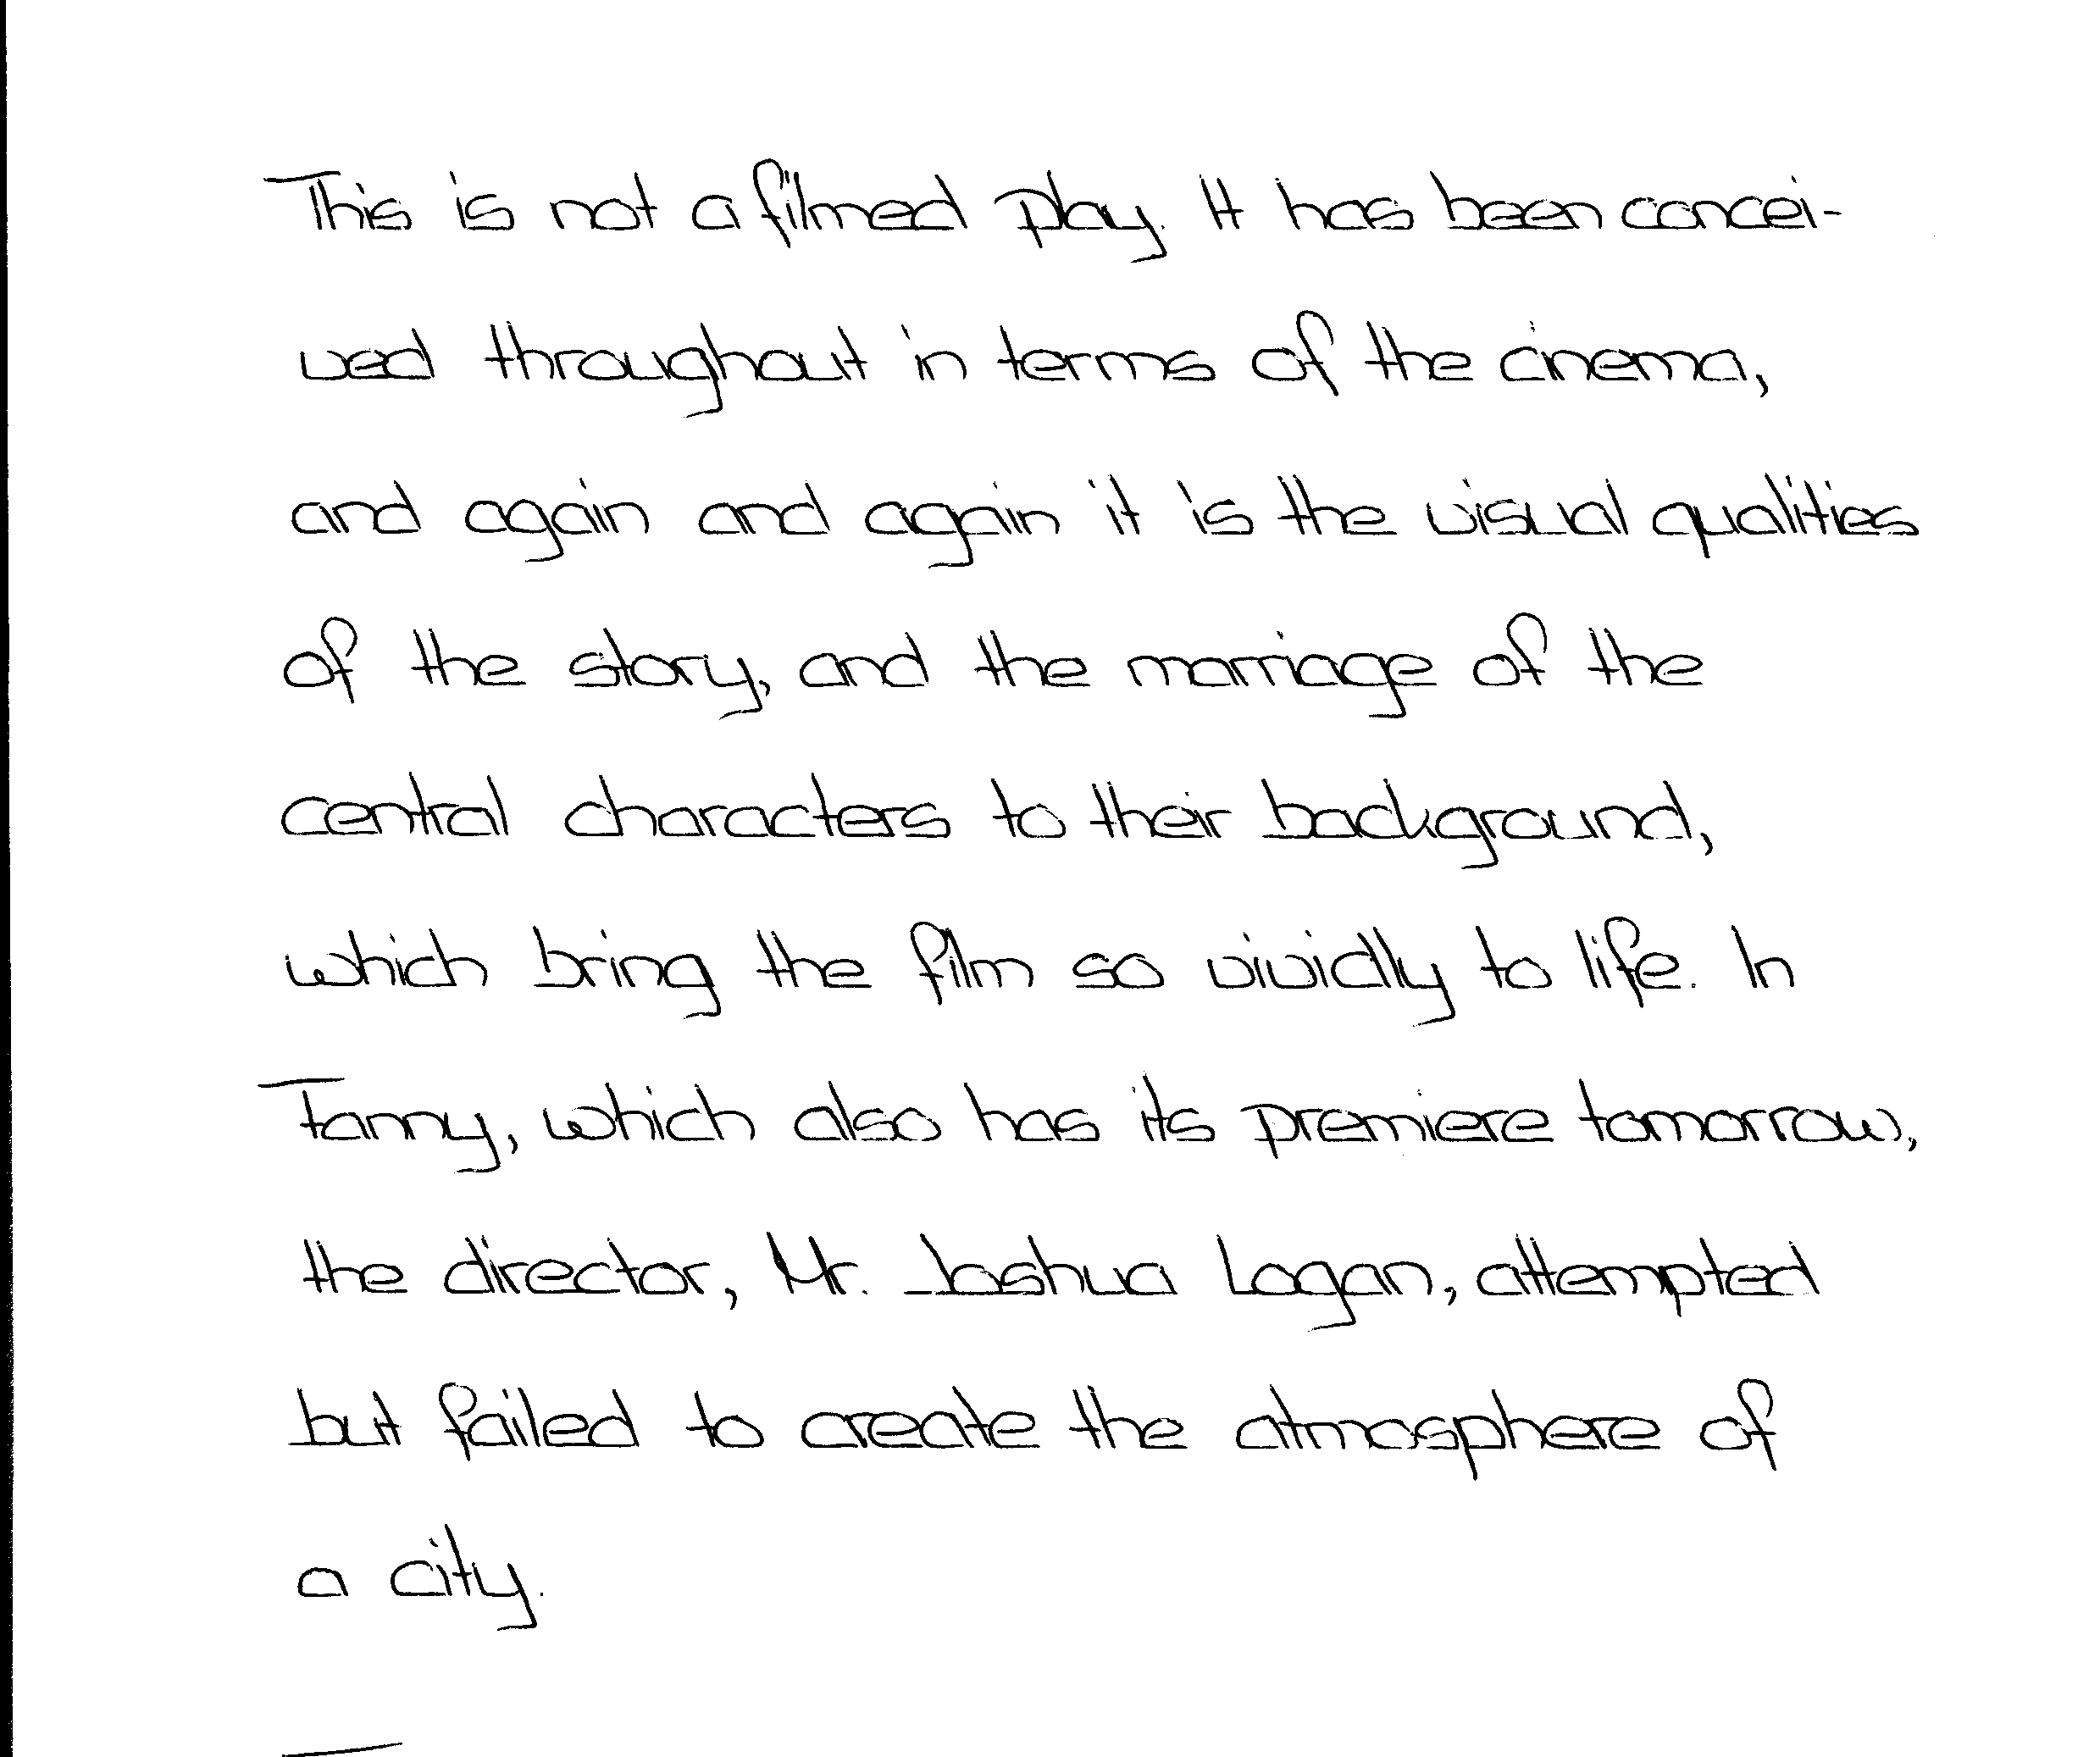 This is not a filmed play. It has been concei-
ved throughout in terms of the cinema,
and again and again it is the visual qualities
of the story, and the marriage of the
central characters to their background,
which bring the film so vividly to life. In
Fanny, which also has its premiere tomorrow,
the director, Mr. Joshua Logan, attempted
but failed to create the atmosphere of
a city.